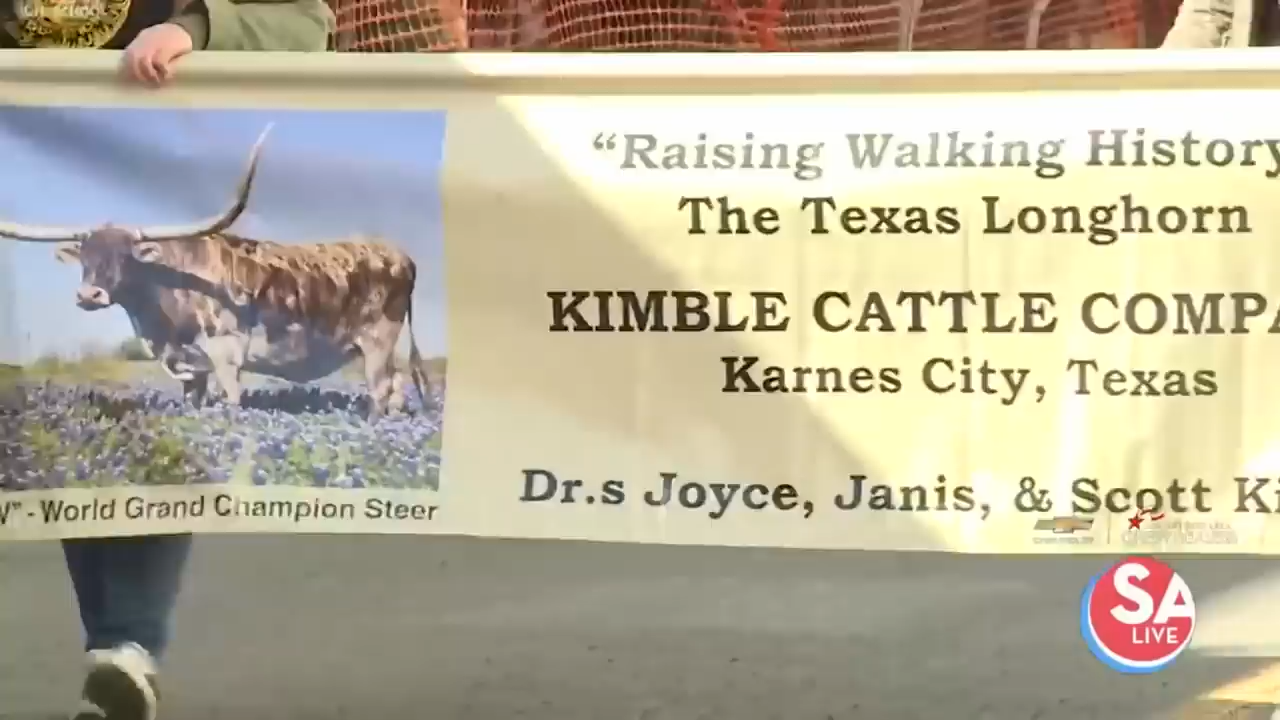 "Raising Walking History
The Texas Longhorn
KIMBLE CATTLE COMPA
Karnes City, Texas
Dr.s Joyce, Janis, & Scott Ki
" - World Grand Champion Steer
SA
LIVE